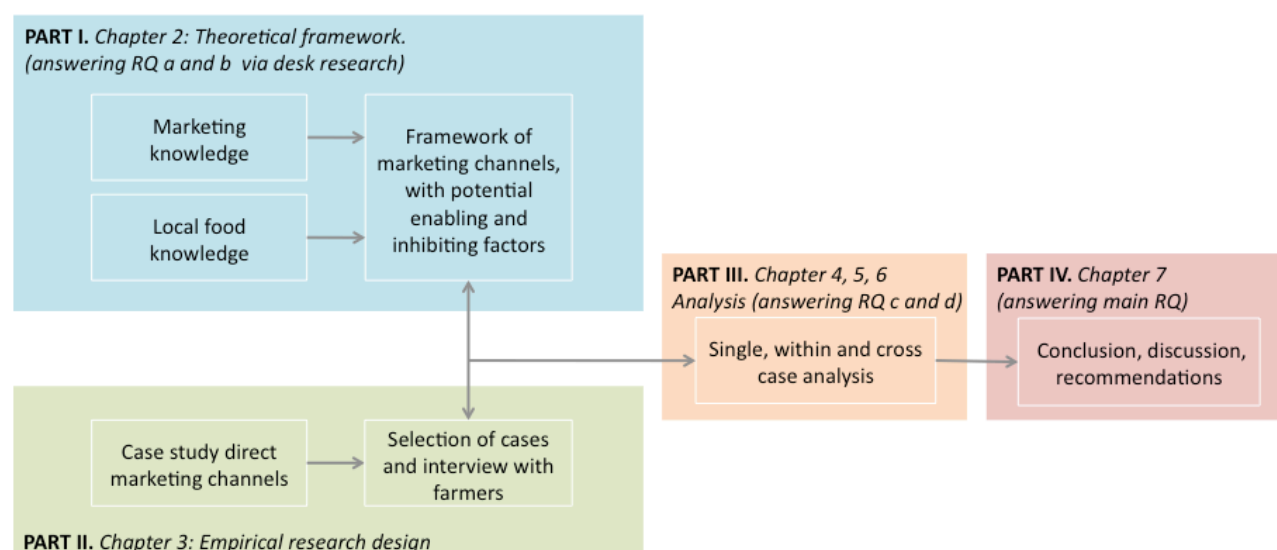 PART I. Chapter 2: Theoretical framework.
(answering RQ a and b via desk research)
Marketing
knowledge
Local food
knowledge
Framework of
marketing channels,
with potential
enabling and
inhibiting factors
PART III. Chapter 4, 5, 6
Analysis (answering RQ c and d)
Single, within and cross
case analysis
PART IV. Chapter 7
(answering main RQ)
Conclusion, discussion,
recommendations
Case study direct
marketing channels
Selection of cases
and interview with
farmers
PART II. Chapter 3: Empirical research design